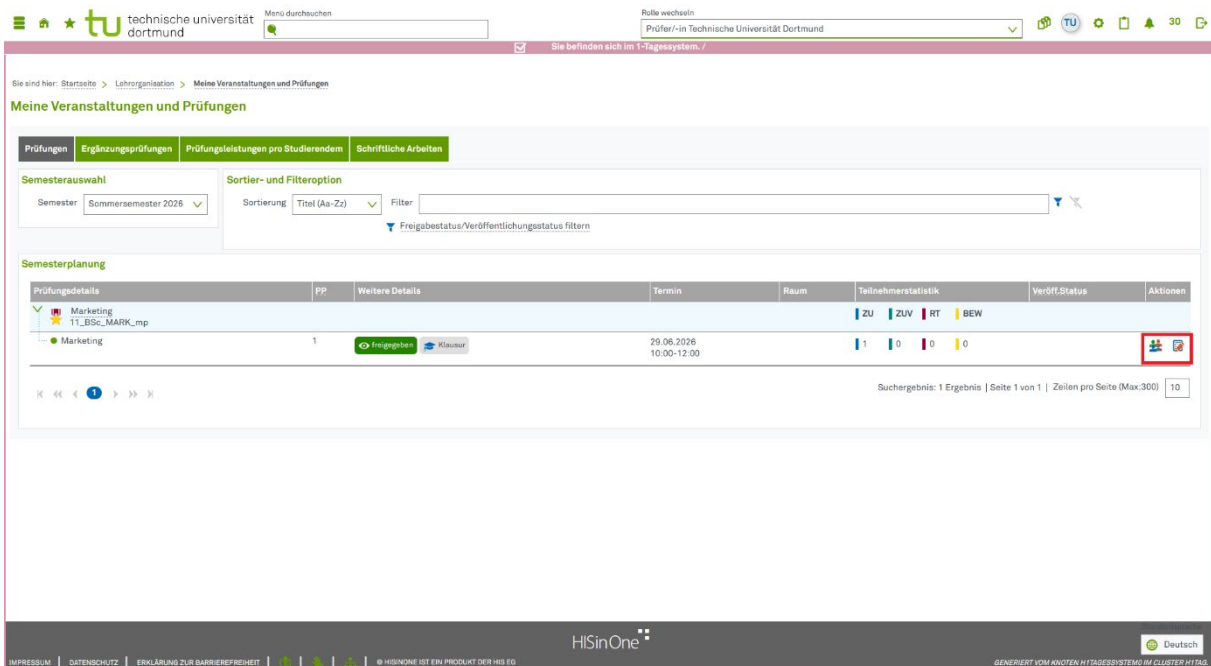 technische universität
dortmund
Menü durchsuchen
Rolle wechseln
Prüfer/-in Technische Universität Dortmund
TU
30
Sie befinden sich im 1-Tagessystem. /
Sie sind hier: Startseite > Lehrorganisation > Meine Veranstaltungen und Prüfungen
Meine Veranstaltungen und Prüfungen
Prüfungen Ergänzungsprüfungen Prüfungsleistungen pro Studierendem Schriftliche Arbeiten
Semesterauswahl Sortier- und Filteroption
Semester Sommersemester 2026 Sortierung Titel (Aa-Zz) Filter
Freigabestatus/Veröffentlichungsstatus filtern
Semesterplanung
Prüfungsdetails PP Weitere Details Termin Raum Teilnehmerstatistik Veröff.Status Aktionen
Marketing
11_BSc_MARK_mp
ZU ZUV RT BEW
Marketing 1 freigegeben Klausur 29.06.2026
10:00-12:00
1 0 0 0
1
Suchergebnis: 1 Ergebnis | Seite 1 von 1 | Zeilen pro Seite (Max:300) 10
HISinOne
Deutsch
IMPRESSUM | DATENSCHUTZ | ERKLÄRUNG ZUR BARRIEREFREIHEIT | © HISINONE IST EIN PRODUKT DER HIS EG
GENERIERT VOM KNOTEN H1TAGESSYSTEM0 IM CLUSTER H1TAG.